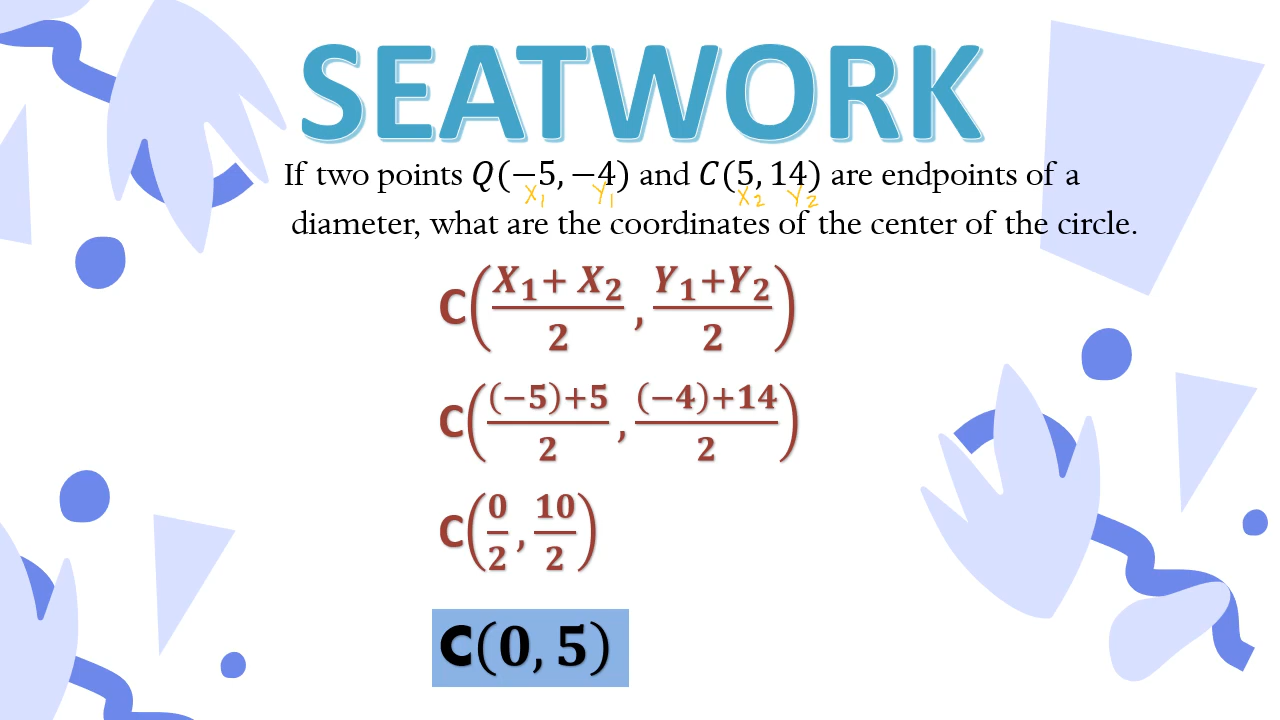 SEATWORK
If two points Q(−5, −4) and C(5, 14) are endpoints of a
X₁ Y₁ X₂ Y₂
diameter, what are the coordinates of the center of the circle.
C(X₁+ X₂/2, Y₁+Y₂/2)
C((−5)+5/2, (−4)+14/2)
C(0/2, 10/2)
C(0, 5)